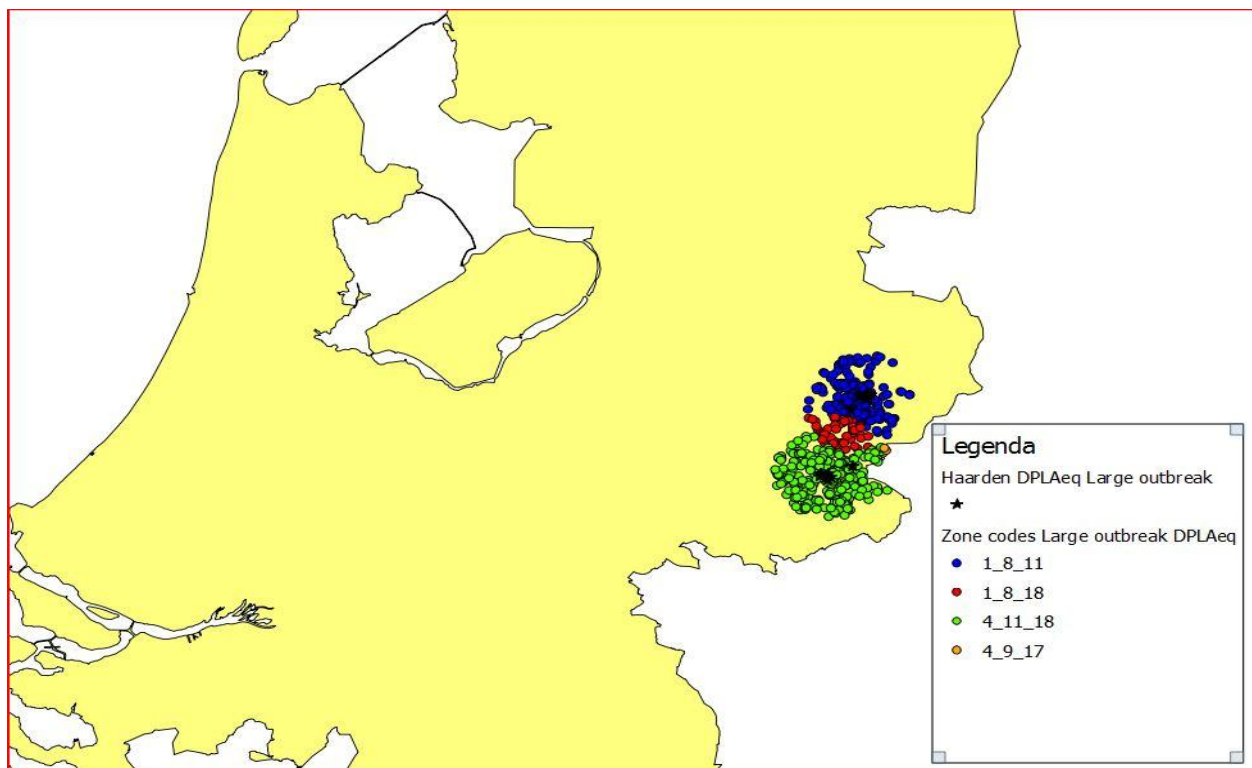 Legenda
Haarden DPLAeq Large outbreak
Zone codes Large outbreak DPLAeq
1_8_11
1_8_18
4_11_18
4_9_17